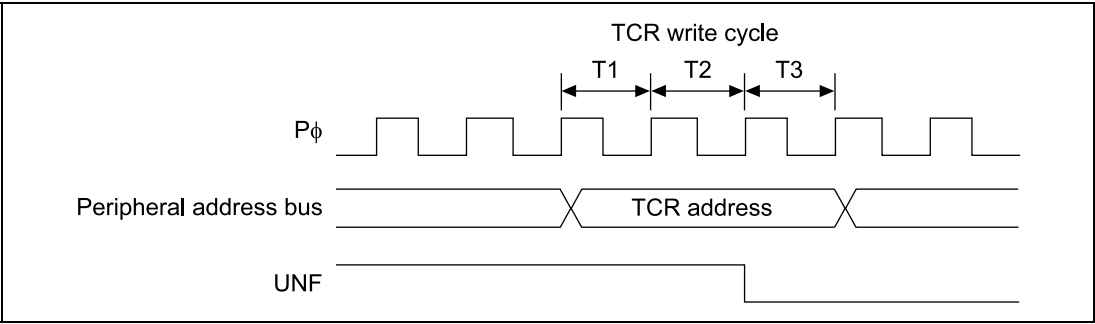 TCR write cycle
T1 T2 T3
Pϕ
Peripheral address bus TCR address
UNF